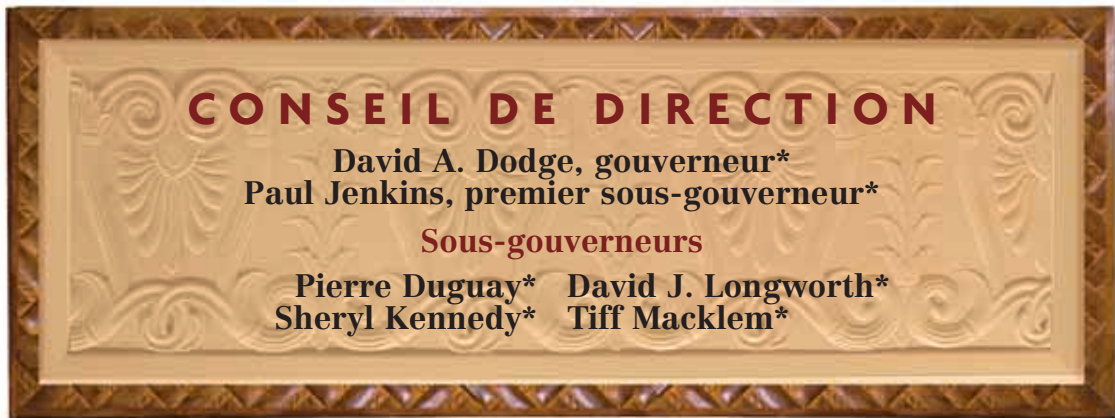 CONSEIL DE DIRECTION
David A. Dodge, gouverneur*
Paul Jenkins, premier sous-gouverneur*
Sous-gouverneurs
Pierre Duguay* David J. Longworth*
Sheryl Kennedy* Tiff Macklem*